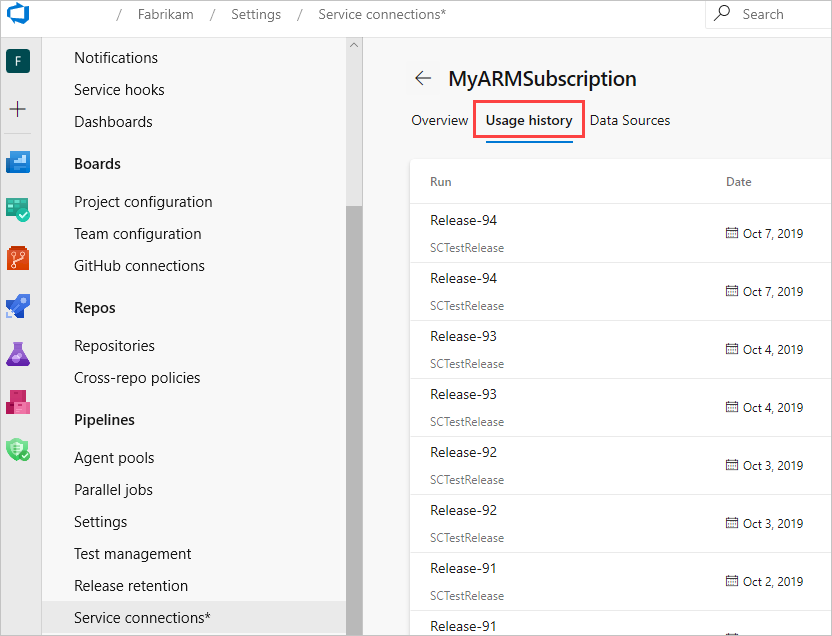 / Fabrikam / Settings / Service connections*
Search
F
Notifications
Service hooks
Dashboards
Boards
Project configuration
Team configuration
GitHub connections
Repos
Repositories
Cross-repo policies
Pipelines
Agent pools
Parallel jobs
Settings
Test management
Release retention
Service connections*
MyARMSubscription
Overview Usage history Data Sources
Run Date
Release-94
SCTestRelease
Oct 7, 2019
Release-94
SCTestRelease
Oct 7, 2019
Release-93
SCTestRelease
Oct 4, 2019
Release-93
SCTestRelease
Oct 4, 2019
Release-92
SCTestRelease
Oct 3, 2019
Release-92
SCTestRelease
Oct 3, 2019
Release-91
SCTestRelease
Oct 2, 2019
Release-91